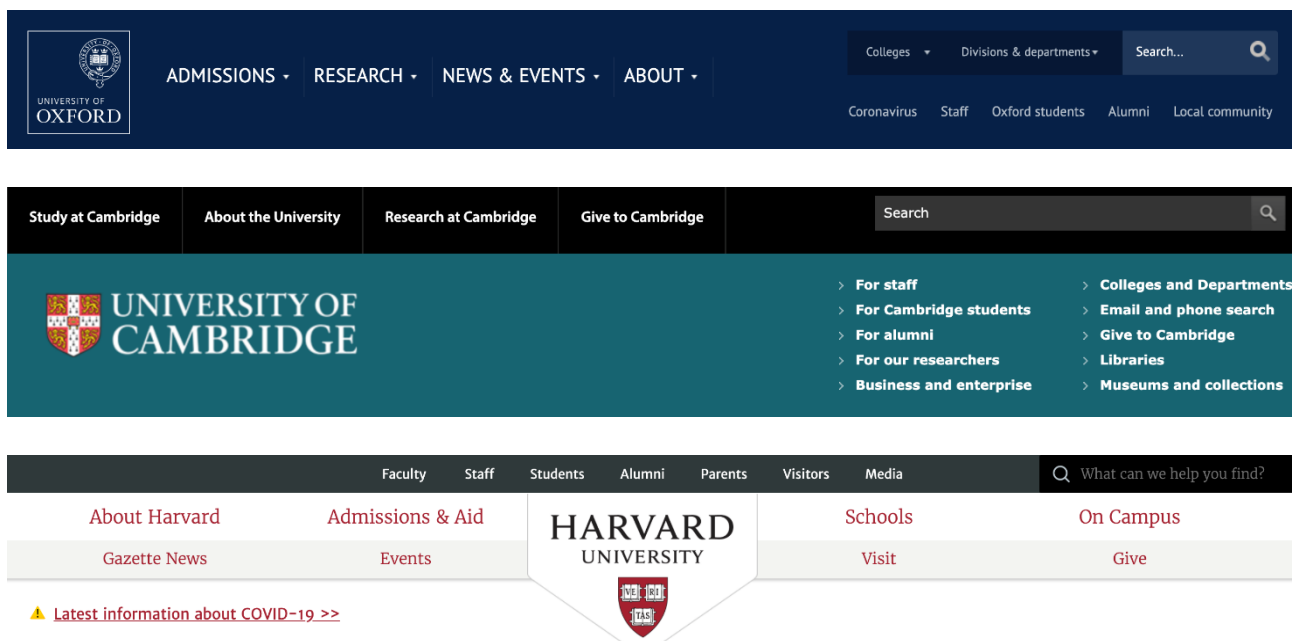 UNIVERSITY OF
OXFORD
ADMISSIONS RESEARCH NEWS & EVENTS ABOUT
Colleges Divisions & departments Search...
Coronavirus Staff Oxford students Alumni Local community
Study at Cambridge About the University Research at Cambridge Give to Cambridge Search
UNIVERSITY OF
CAMBRIDGE
For staff
For Cambridge students
For alumni
For our researchers
Business and enterprise
Colleges and Departments
Email and phone search
Give to Cambridge
Libraries
Museums and collections
Faculty Staff Students Alumni Parents Visitors Media What can we help you find?
About Harvard Admissions & Aid HARVARD Schools On Campus
Gazette News Events UNIVERSITY Visit Give
VE RI
TAS
Latest information about COVID-19 >>